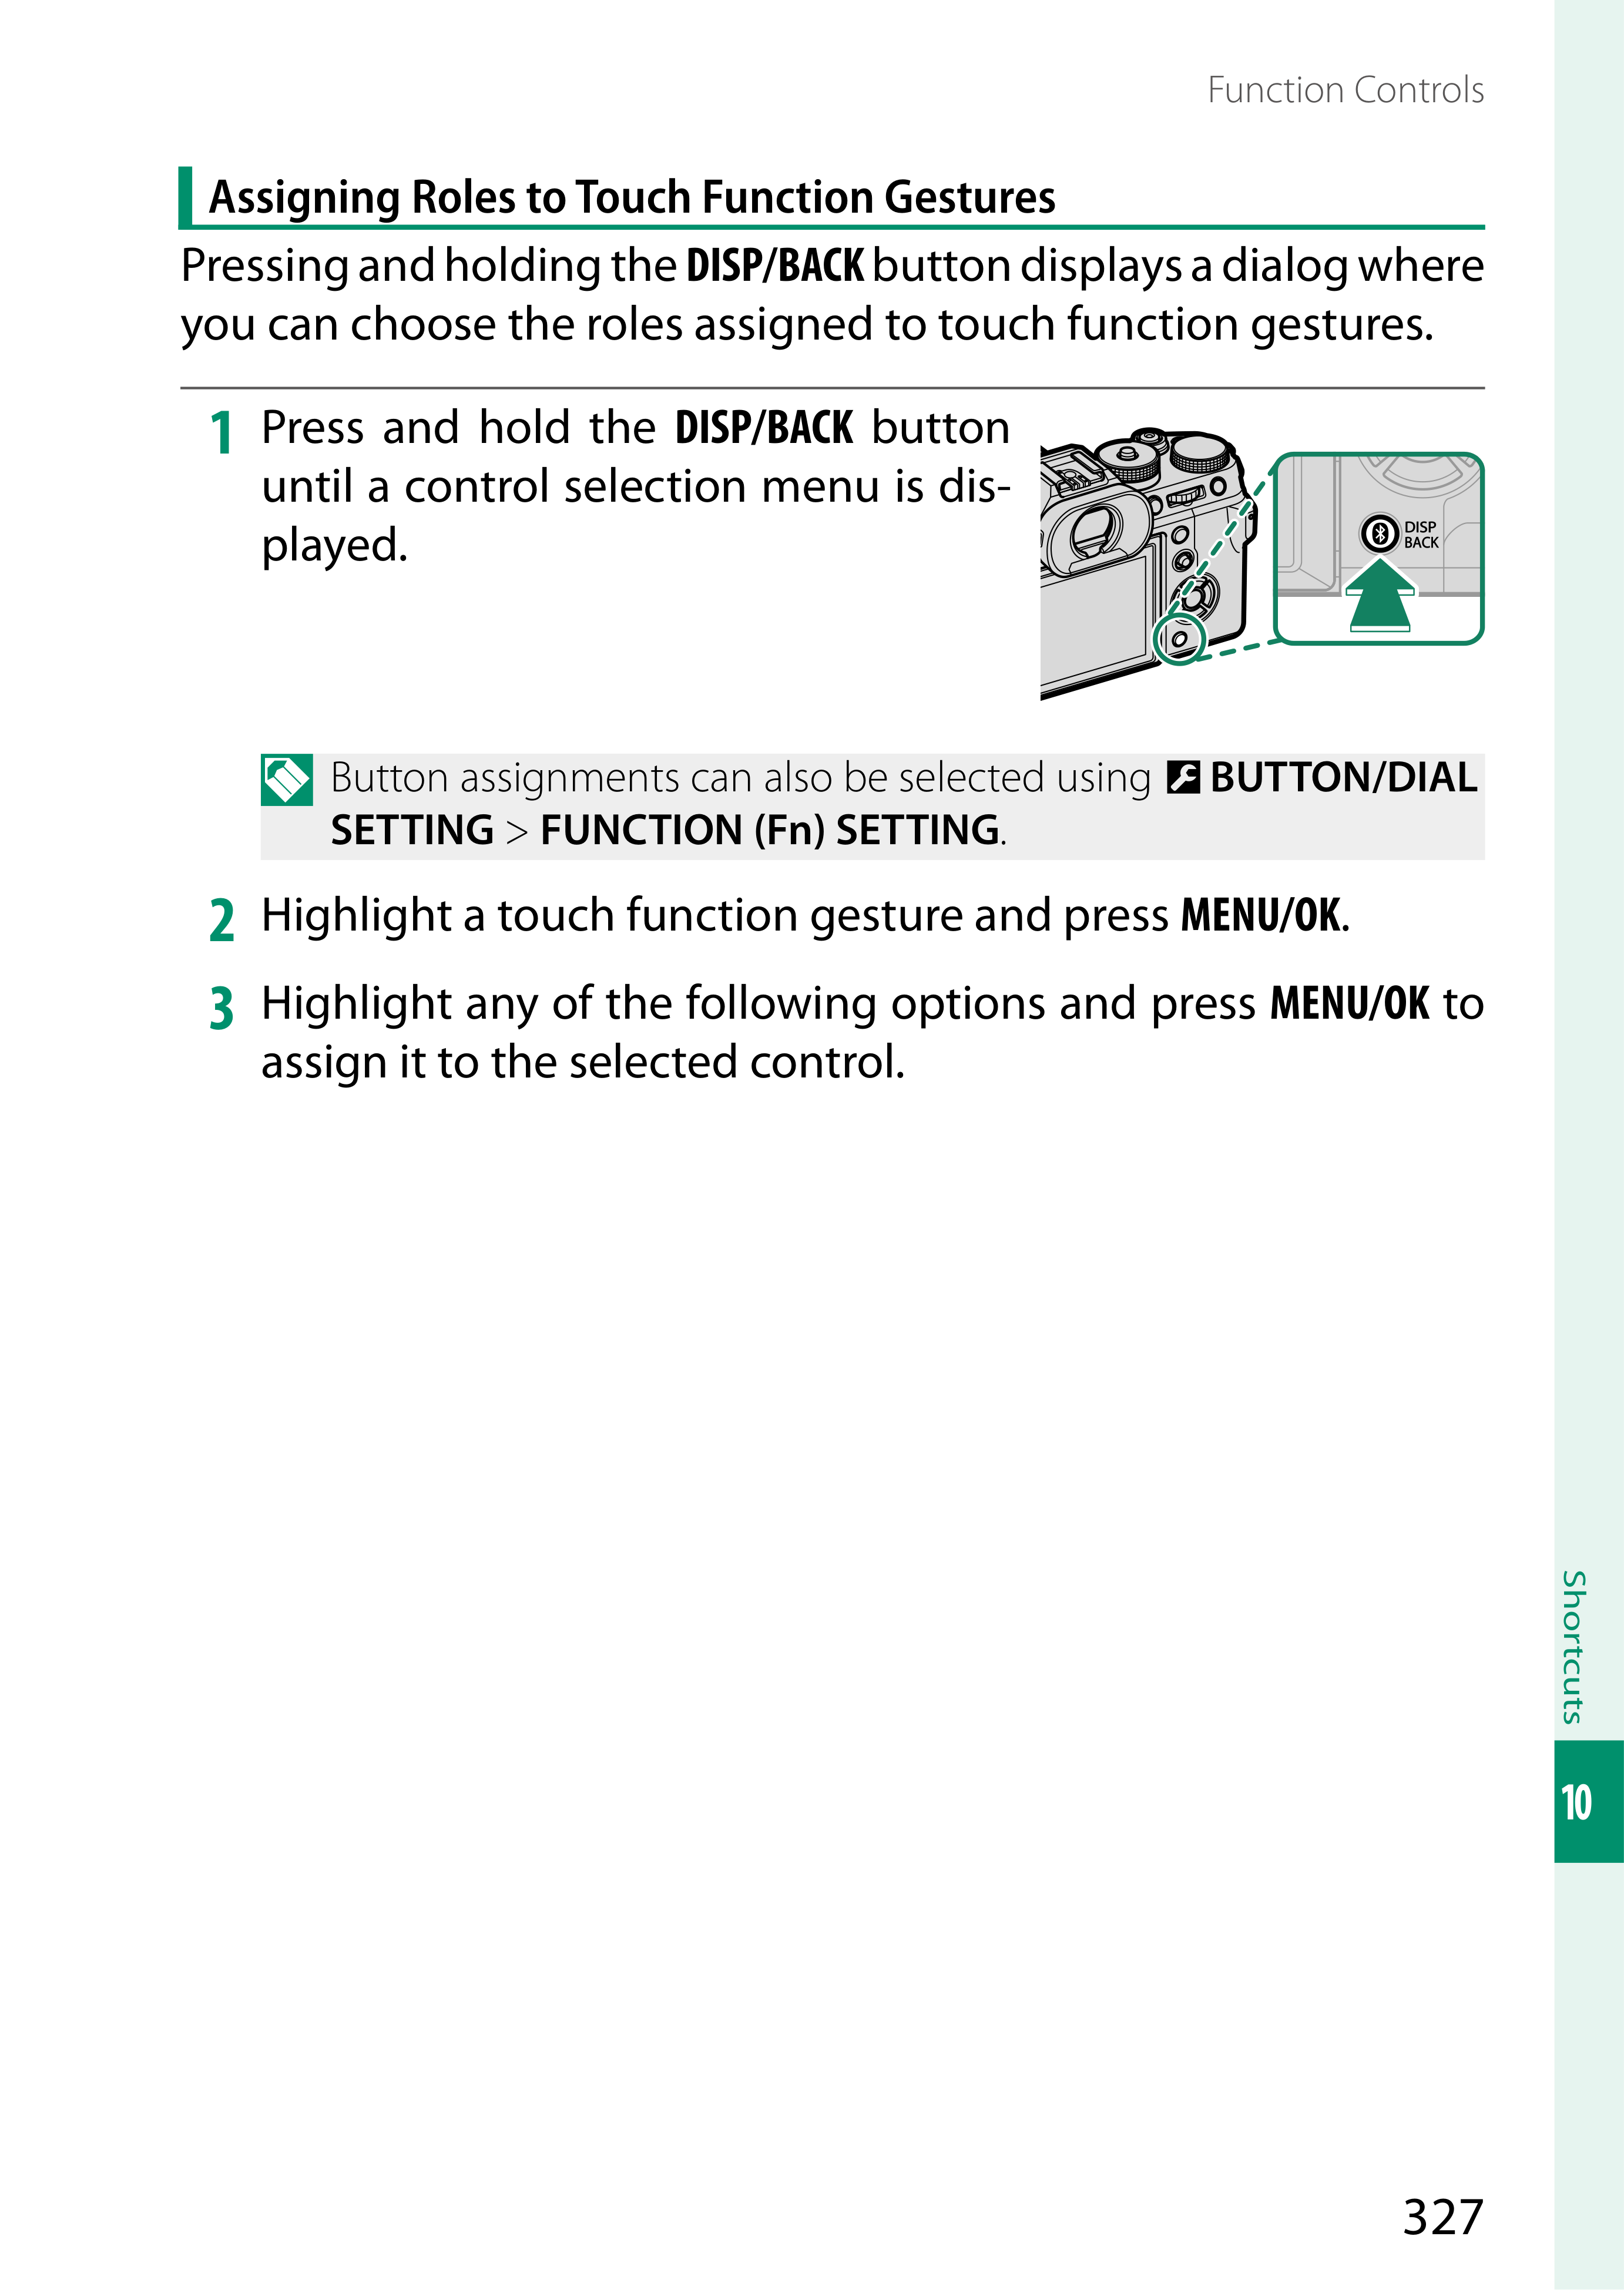 Function Controls
Assigning Roles to Touch Function Gestures
Pressing and holding the DISP/BACK button displays a dialog where
you can choose the roles assigned to touch function gestures.
1 Press and hold the DISP/BACK button
until a control selection menu is dis-
played.
DISP
BACK
Button assignments can also be selected using BUTTON/DIAL
SETTING > FUNCTION (Fn) SETTING.
2 Highlight a touch function gesture and press MENU/OK.
3 Highlight any of the following options and press MENU/OK to
assign it to the selected control.
Shortcuts
10
327